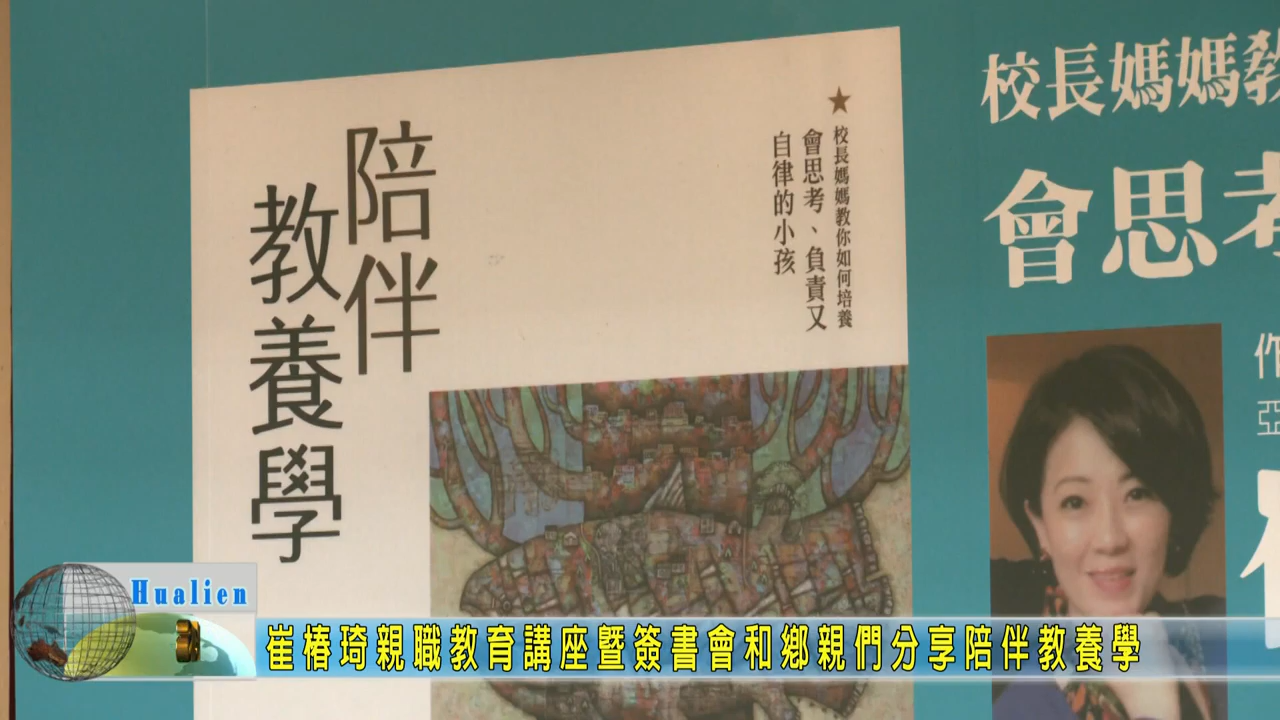 陪伴
教養學
★校長媽媽教你如何培養
會思考、負責又
自律的小孩
校長媽媽教
會思考
作
亞
Hualien
崔椿琦親職教育講座暨簽書會和鄉親們分享陪伴教養學